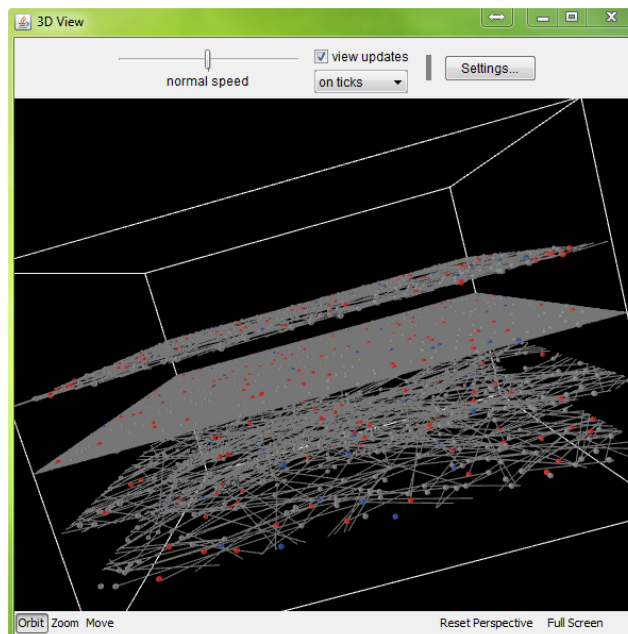 3D View
view updates
normal speed
on ticks
Settings...
Orbit Zoom Move
Reset Perspective Full Screen